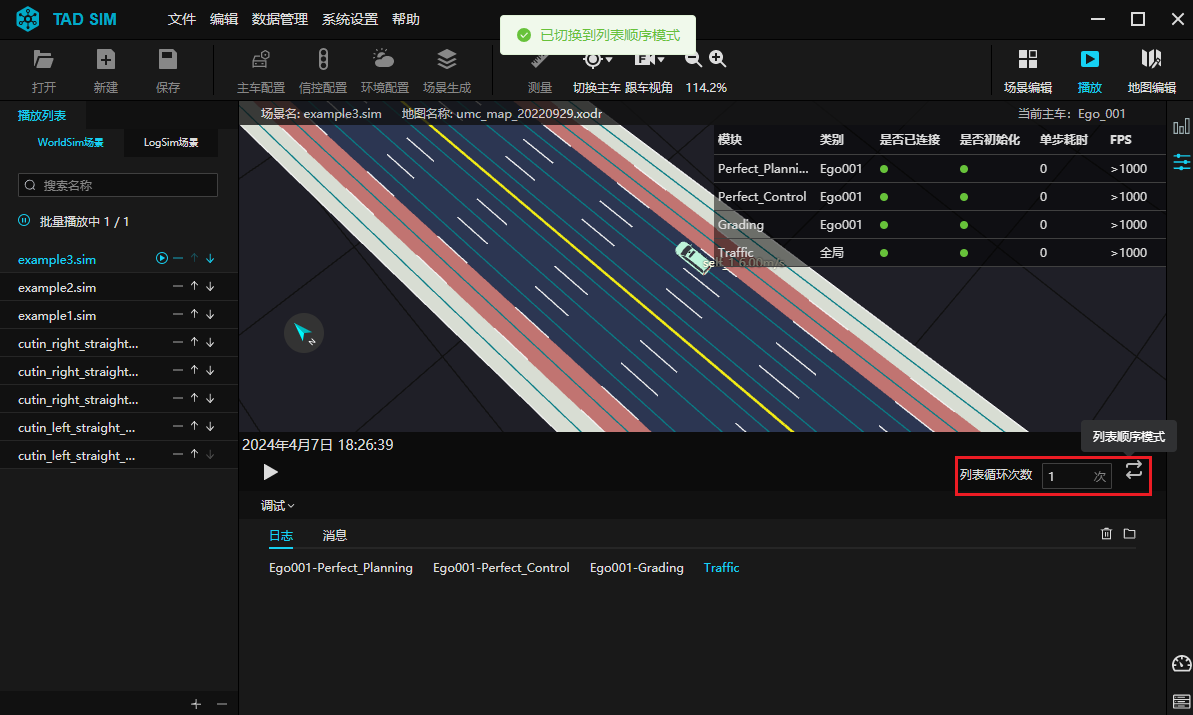 TAD SIM 文件 编辑 数据管理 系统设置 帮助
已切换到列表顺序模式
打开 新建 保存 主车配置 信控配置 环境配置 场景生成 测量 切换主车 跟车视角 114.2% 场景编辑 播放 地图编辑
播放列表
WorldSim场景 LogSim场景
搜索名称
批量播放中 1 / 1
example3.sim
example2.sim
example1.sim
cutin_right_straight...
cutin_right_straight...
cutin_right_straight...
cutin_left_straight_...
cutin_left_straight_...
场景名: example3.sim 地图名称: umc_map_20220929.xodr 当前主车: Ego_001
模块 类别 是否已连接 是否初始化 单步耗时 FPS
Perfect_Planni... Ego001 0 >1000
Perfect_Control Ego001 0 >1000
Grading Ego001 0 >1000
Traffic 全局 0 >1000
N
2024年4月7日 18:26:39
列表顺序模式
列表循环次数 1 次
调试
日志 消息
Ego001-Perfect_Planning Ego001-Perfect_Control Ego001-Grading Traffic